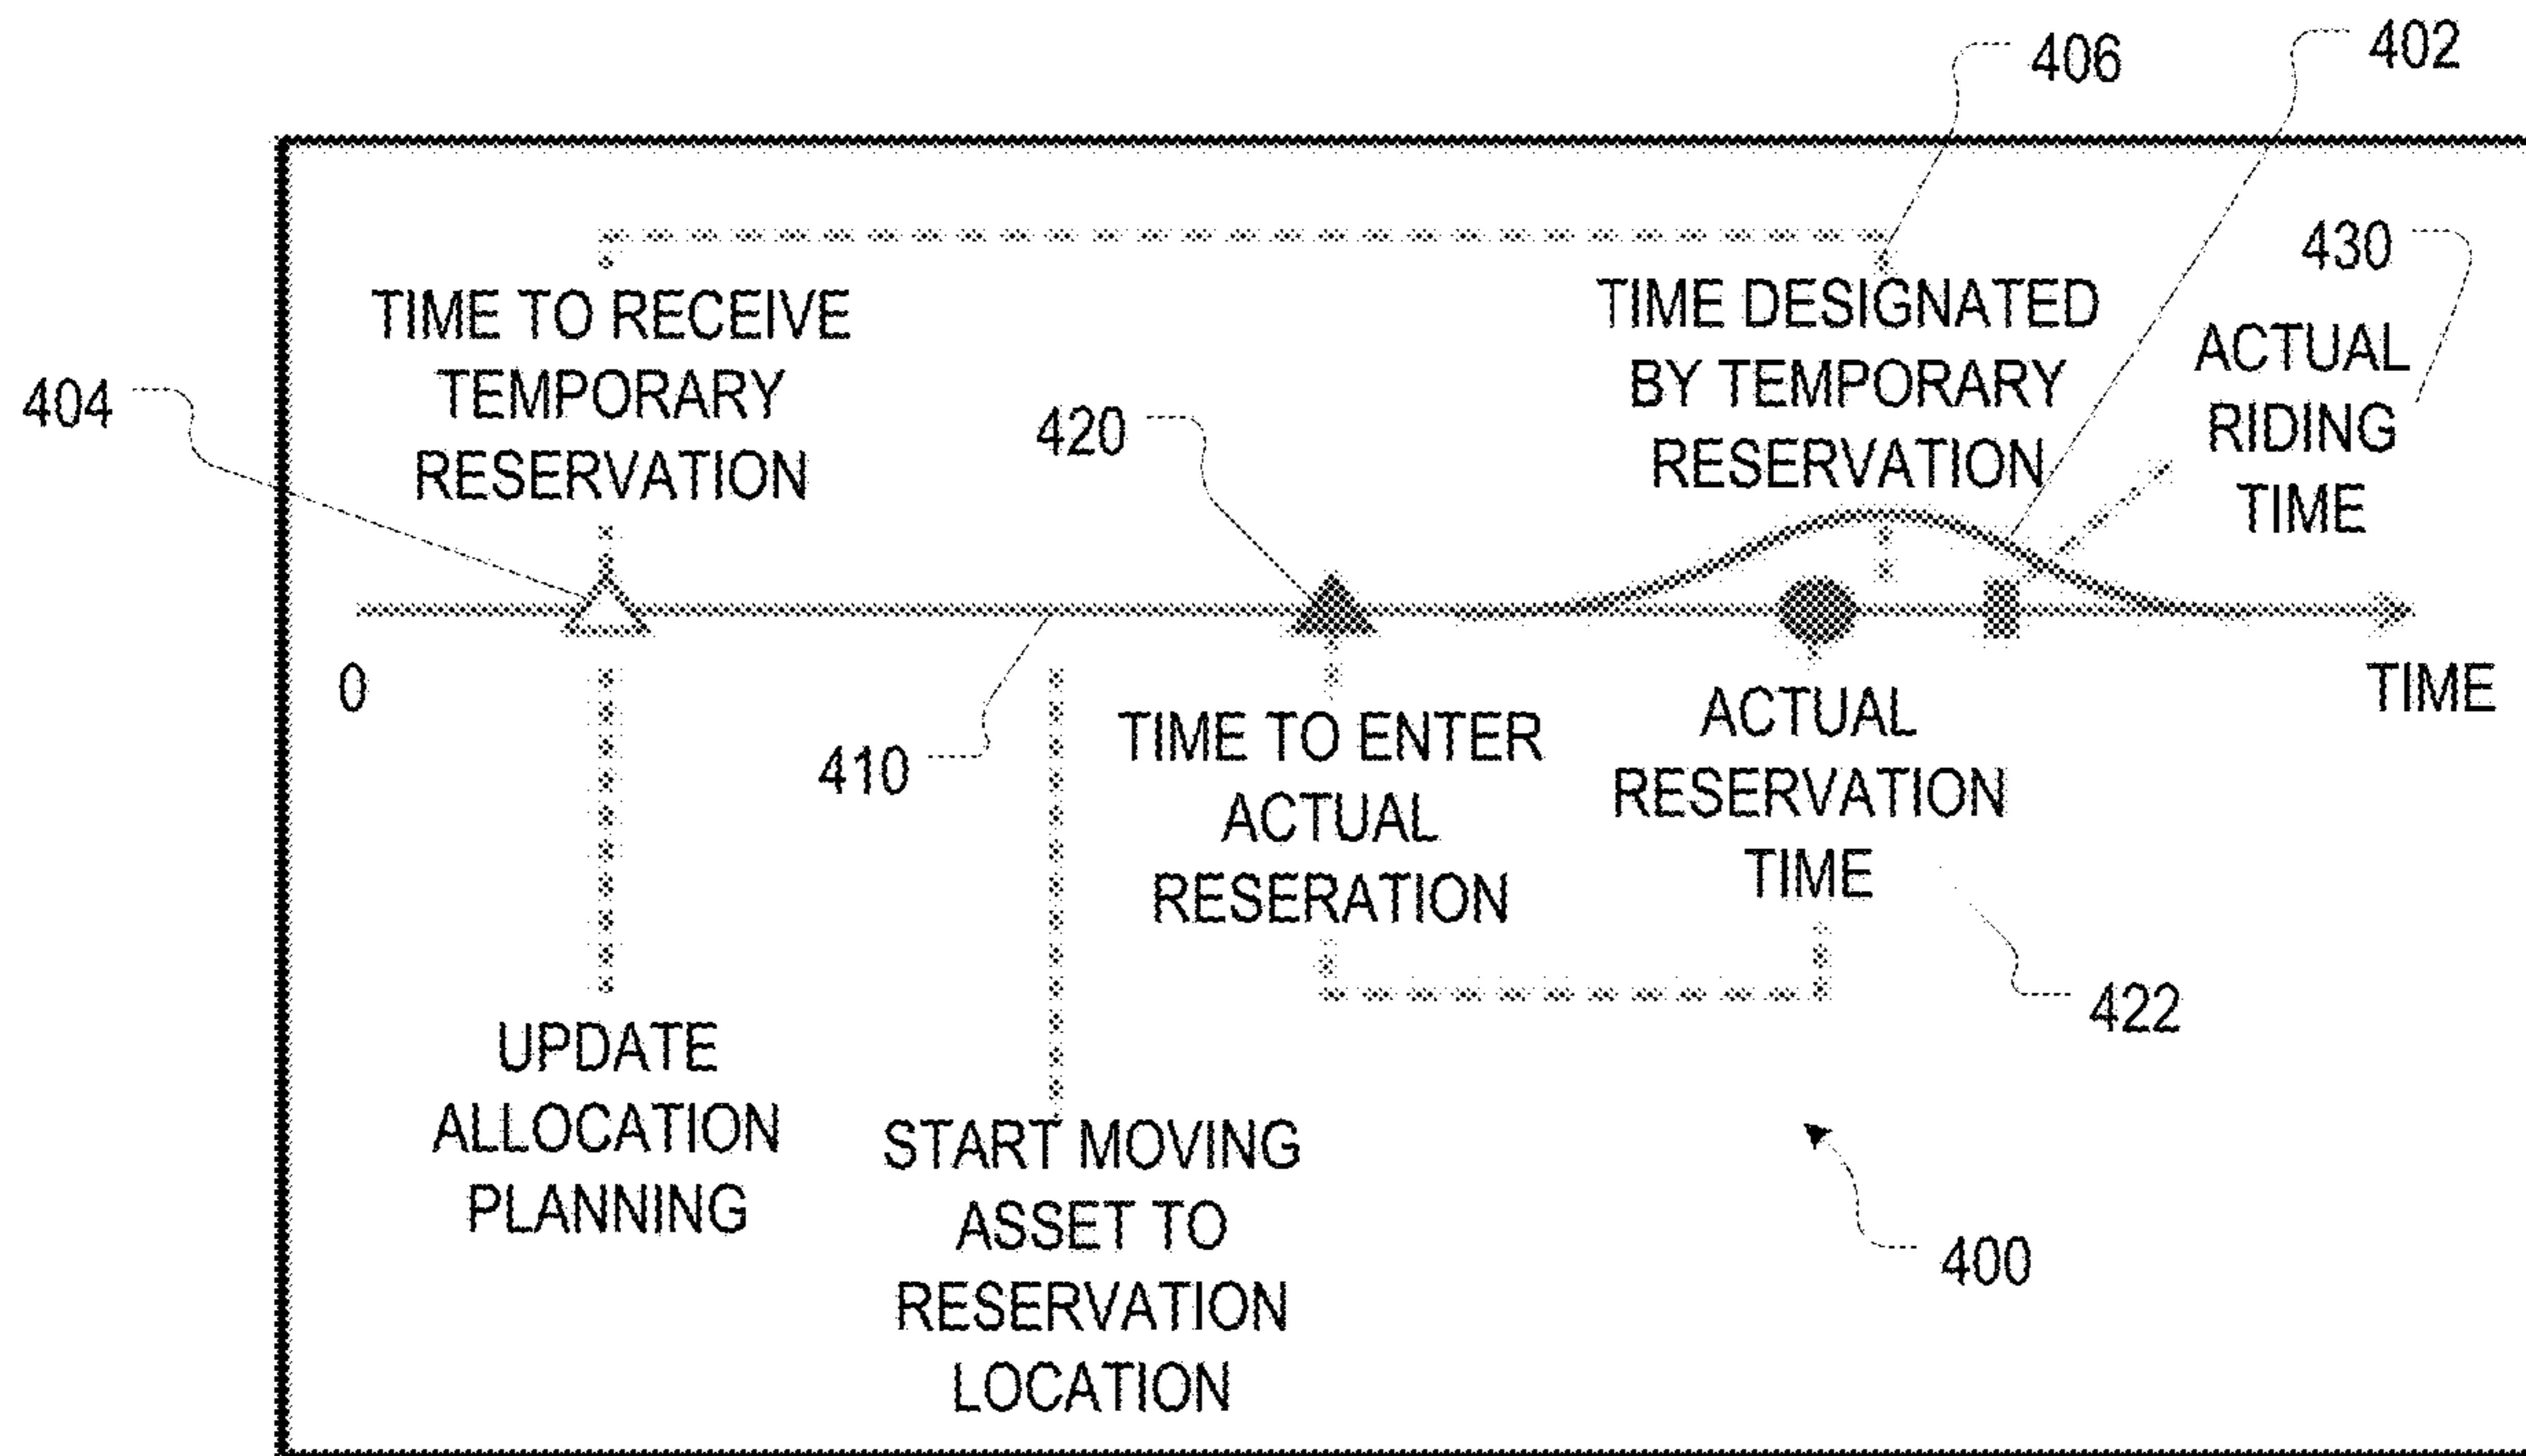 406
402
430
TIME TO RECEIVE
TEMPORARY
RESERVATION
TIME DESIGNATED
BY TEMPORARY
RESERVATION
ACTUAL
RIDING
TIME
404
420
0
TIME
410
TIME TO ENTER
ACTUAL
RESERATION
ACTUAL
RESERVATION
TIME
422
UPDATE
ALLOCATION
PLANNING
START MOVING
ASSET TO
RESERVATION
LOCATION
400